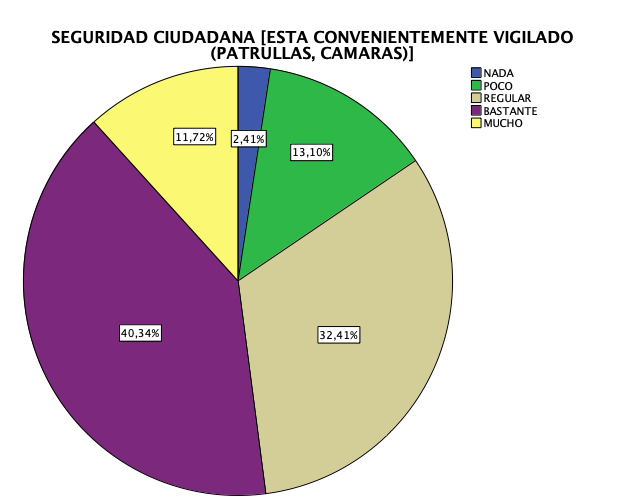 SEGURIDAD CIUDADANA [ESTA CONVENIENTEMENTE VIGILADO
(PATRULLAS, CAMARAS)]
NADA
POCO
REGULAR
BASTANTE
MUCHO
11,72%
2,41%
13,10%
40,34%
32,41%